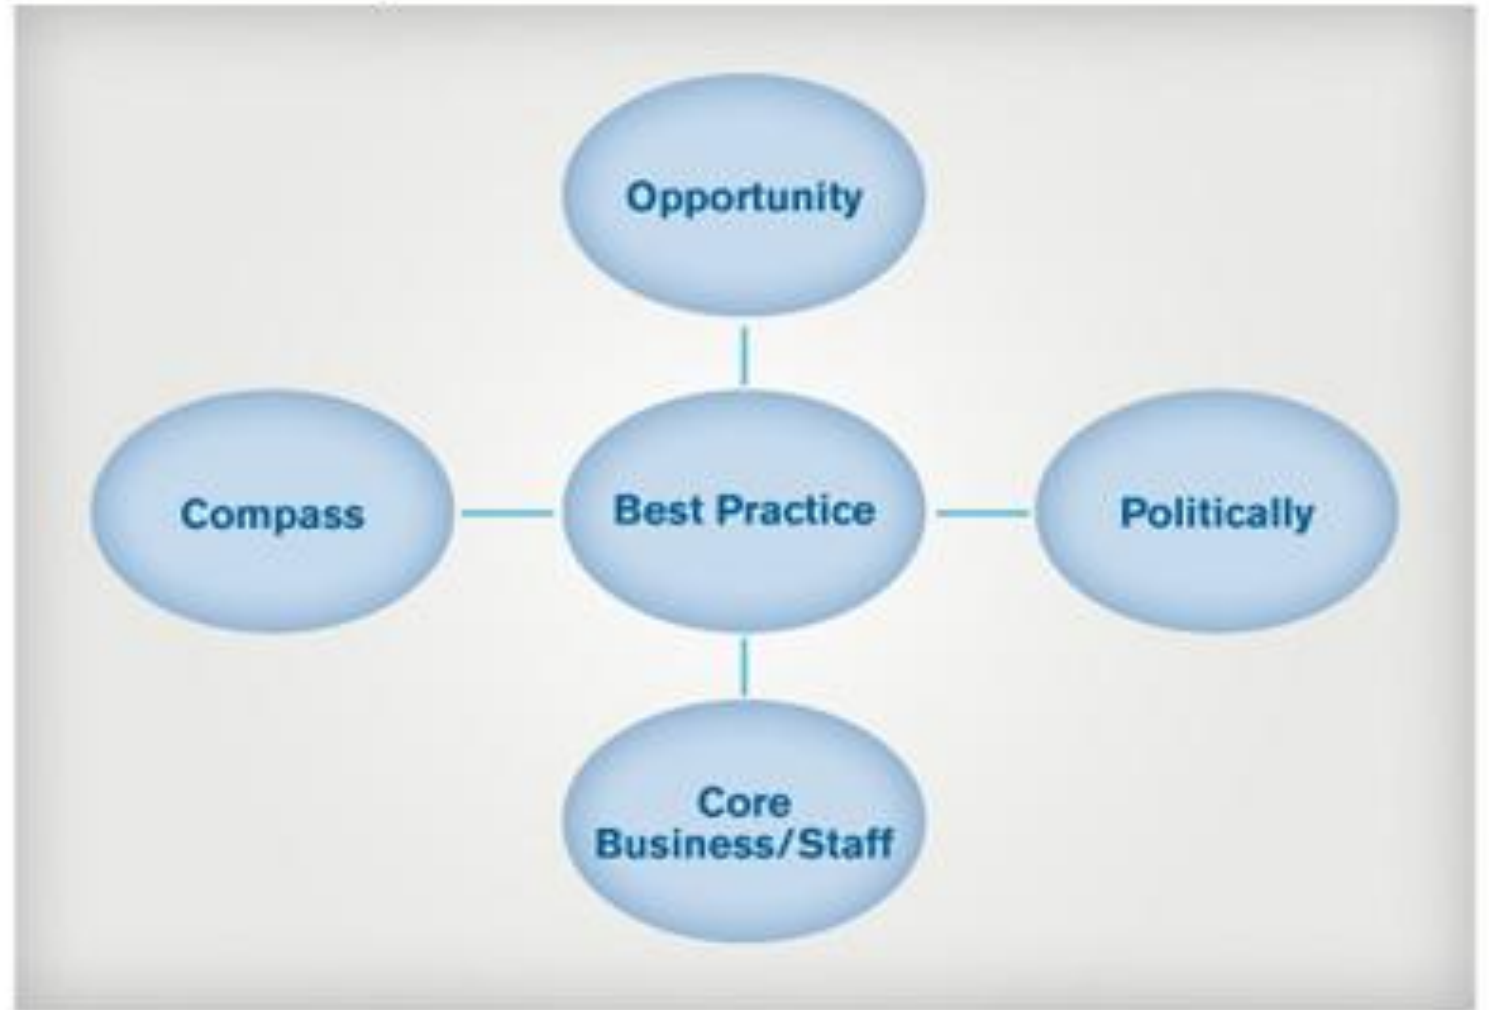 Opportunity
Compass
Best Practice
Politically
Core
Business/Staff